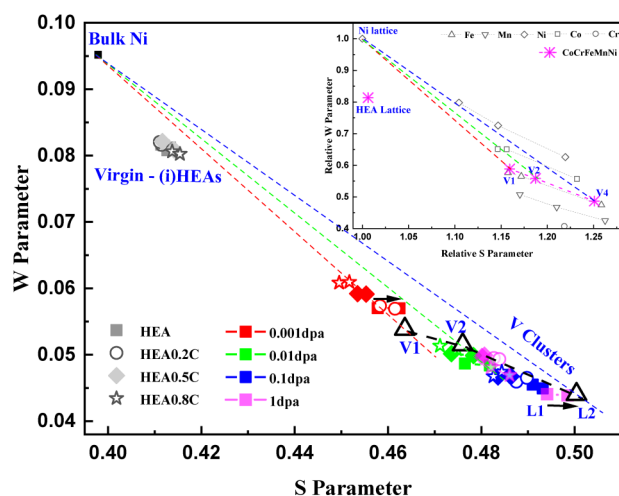 0.10
0.09
0.08
0.07
0.06
0.05
0.04
W Parameter
0.40
0.42
0.44
0.46
0.48
0.50
S Parameter
Bulk Ni
Virgin - (i)HEAs
V1
V2
V Clusters
L1
L2
HEA
HEA0.2C
HEA0.5C
HEA0.8C
0.001dpa
0.01dpa
0.1dpa
1dpa
Ni lattice
Fe Mn Ni Co Cr
CoCrFeMnNi
HEA Lattice
V1
V2
V4
1.0
0.9
0.8
0.7
0.6
0.5
0.4
Relative W Parameter
1.00
1.05
1.10
1.15
1.20
1.25
Relative S Parameter